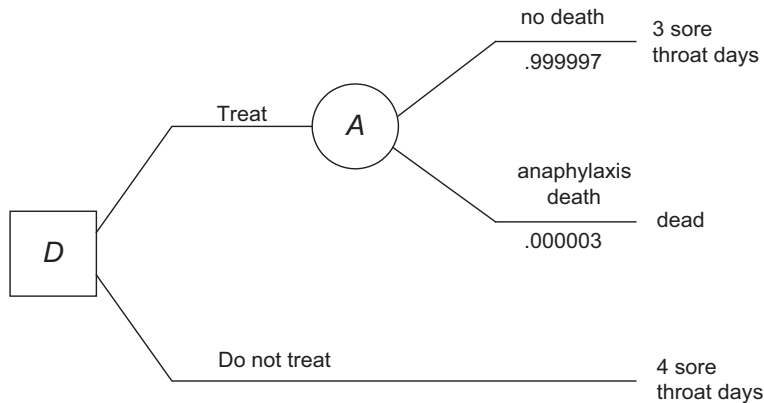 no death
.999997
3 sore
throat days
Treat
A
anaphylaxis
death
.000003
dead
D
Do not treat
4 sore
throat days